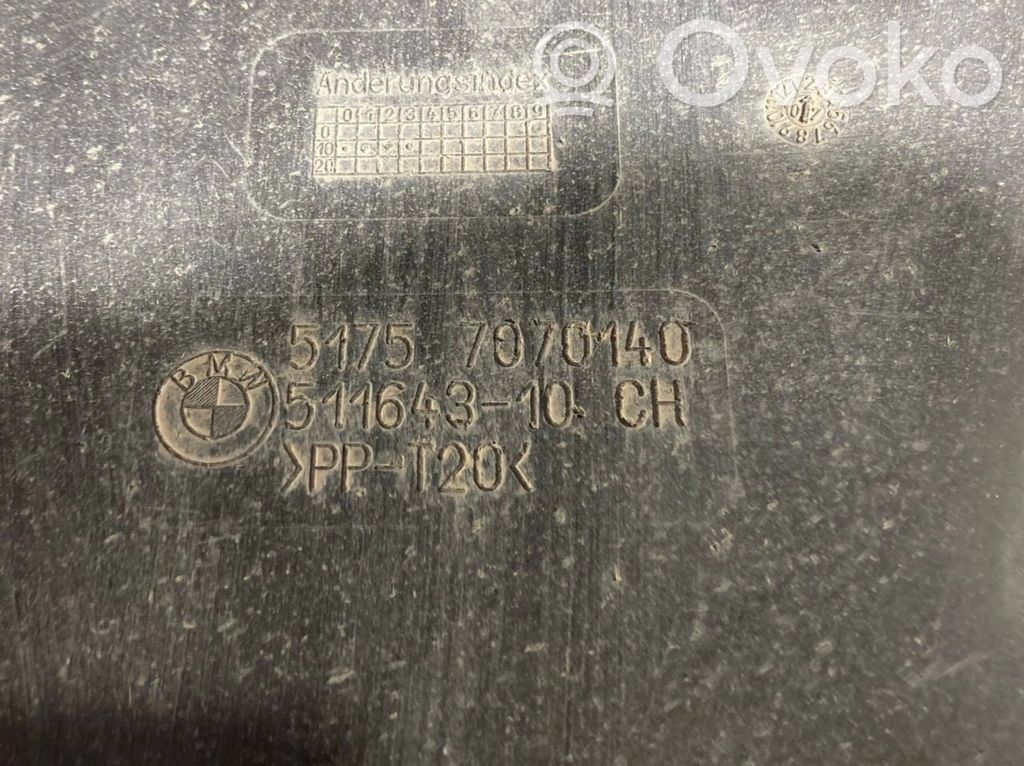 Ovoko
Änderungsindex
0 1 2 3 4 5 6 7 8 9
0
10
20
5175 7070140
BMW
511643-10 CH
>PP-T20<